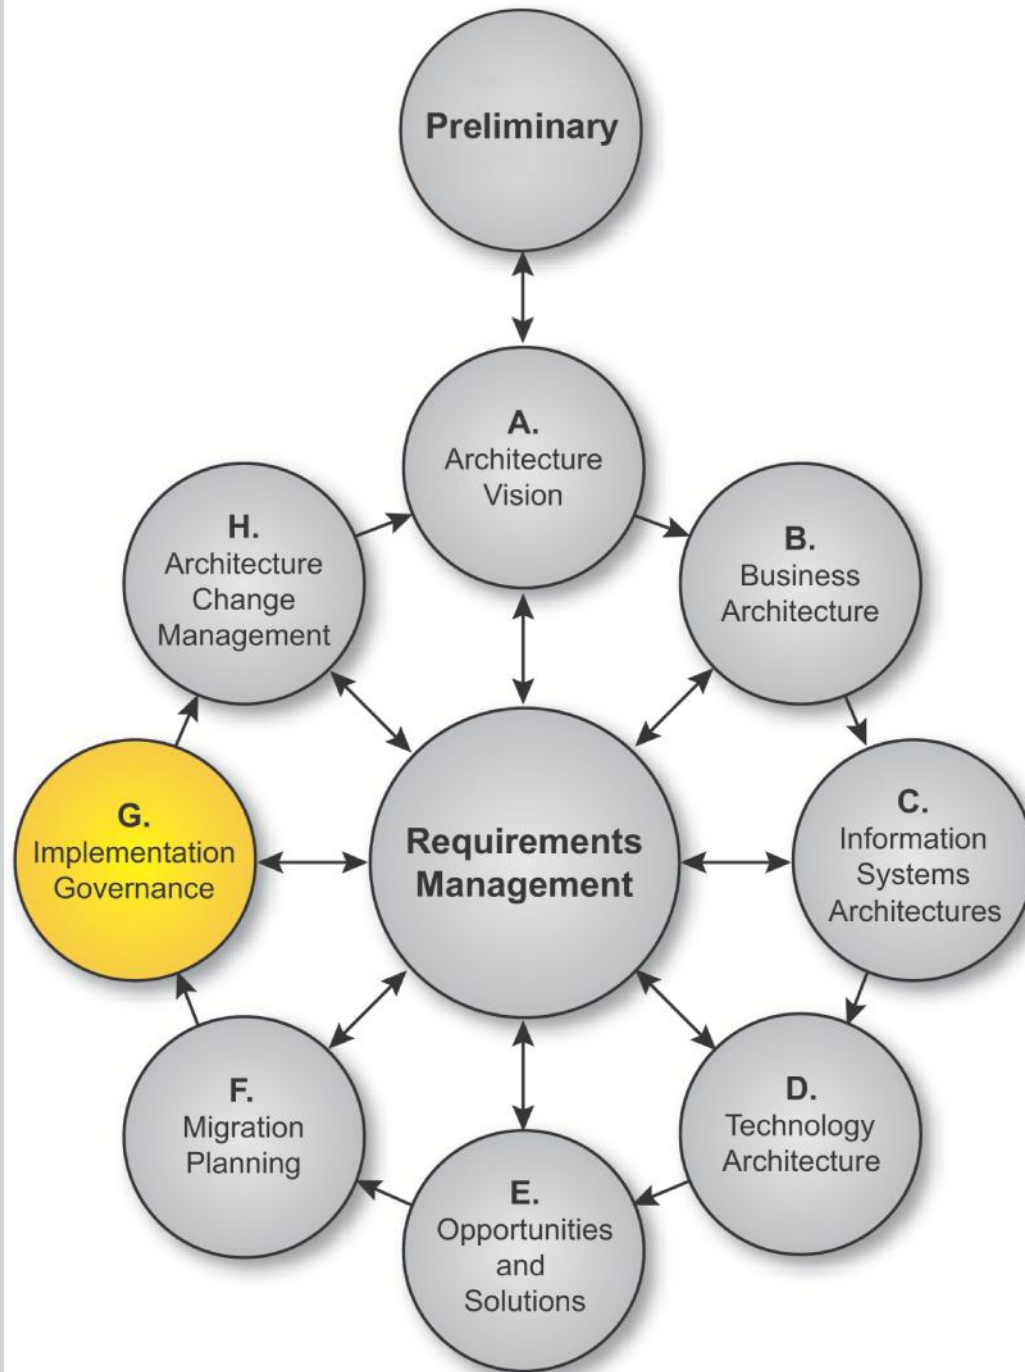 Preliminary
A.
Architecture
Vision
B.
Business
Architecture
C.
Information
Systems
Architectures
D.
Technology
Architecture
E.
Opportunities
and
Solutions
F.
Migration
Planning
G.
Implementation
Governance
H.
Architecture
Change
Management
Requirements
Management